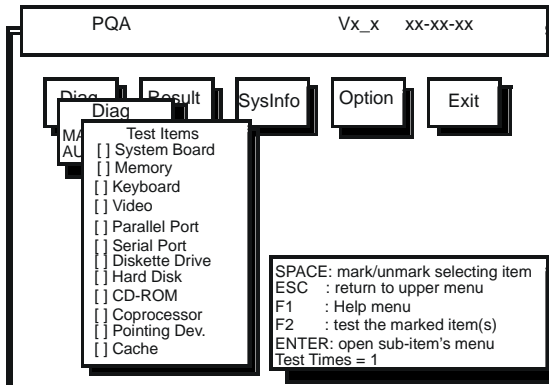 PQA Vx_x xx-xx-xx
Diag Result SysInfo Option Exit
Diag
MA
AU
Test Items
[ ] System Board
[ ] Memory
[ ] Keyboard
[ ] Video
[ ] Parallel Port
[ ] Serial Port
[ ] Diskette Drive
[ ] Hard Disk
[ ] CD-ROM
[ ] Coprocessor
[ ] Pointing Dev.
[ ] Cache
SPACE: mark/unmark selecting item
ESC : return to upper menu
F1 : Help menu
F2 : test the marked item(s)
ENTER: open sub-item's menu
Test Times = 1